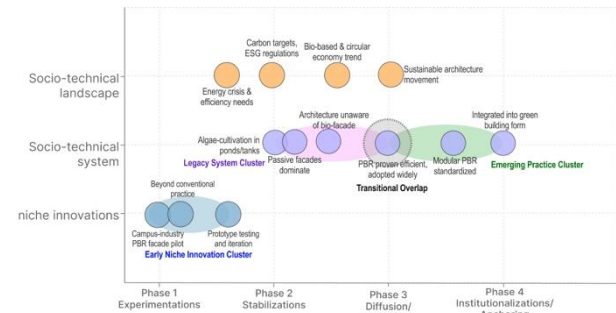 Carbon targets,
ESG regulations
Bio-based & circular
economy trend
Sustainable architecture
movement
Energy crisis &
efficiency needs
Socio-technical
landscape
Architecture unaware
of bio-facade
Integrated into green
building form
Algae-cultivation in
ponds/tanks
Socio-technical
system
Legacy System Cluster
Passive facades
dominate
PBR proven efficient,
adopted widely
Modular PBR
standardized
Emerging Practice Cluster
Transitional Overlap
Beyond conventional
practice
niche innovations
Campus-industry
PBR facade pilot
Prototype testing
and iteration
Early Niche Innovation Cluster
Phase 1
Experimentations
Phase 2
Stabilizations
Phase 3
Diffusion/
Phase 4
Institutionalizations/